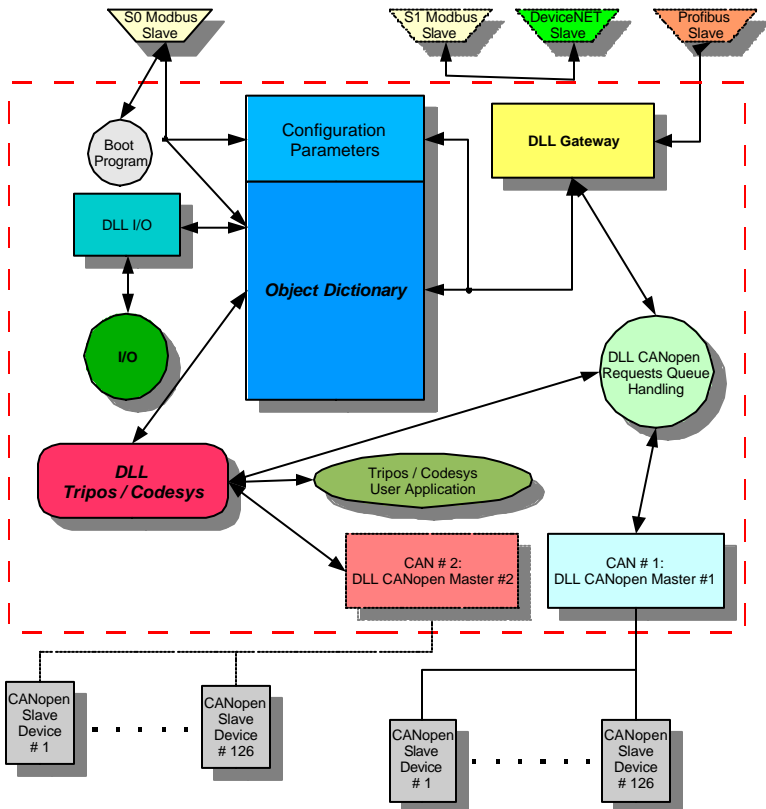 S0 Modbus
Slave
S1 Modbus
Slave
DeviceNET
Slave
Profibus
Slave
Boot
Program
Configuration
Parameters
DLL Gateway
DLL I/O
Object Dictionary
I/O
DLL CANopen
Requests Queue
Handling
DLL
Tripos / Codesys
Tripos / Codesys
User Application
CAN # 2:
DLL CANopen Master #2
CAN # 1:
DLL CANopen Master #1
CANopen
Slave
Device
# 1
CANopen
Slave
Device
# 126
CANopen
Slave
Device
# 1
CANopen
Slave
Device
# 126